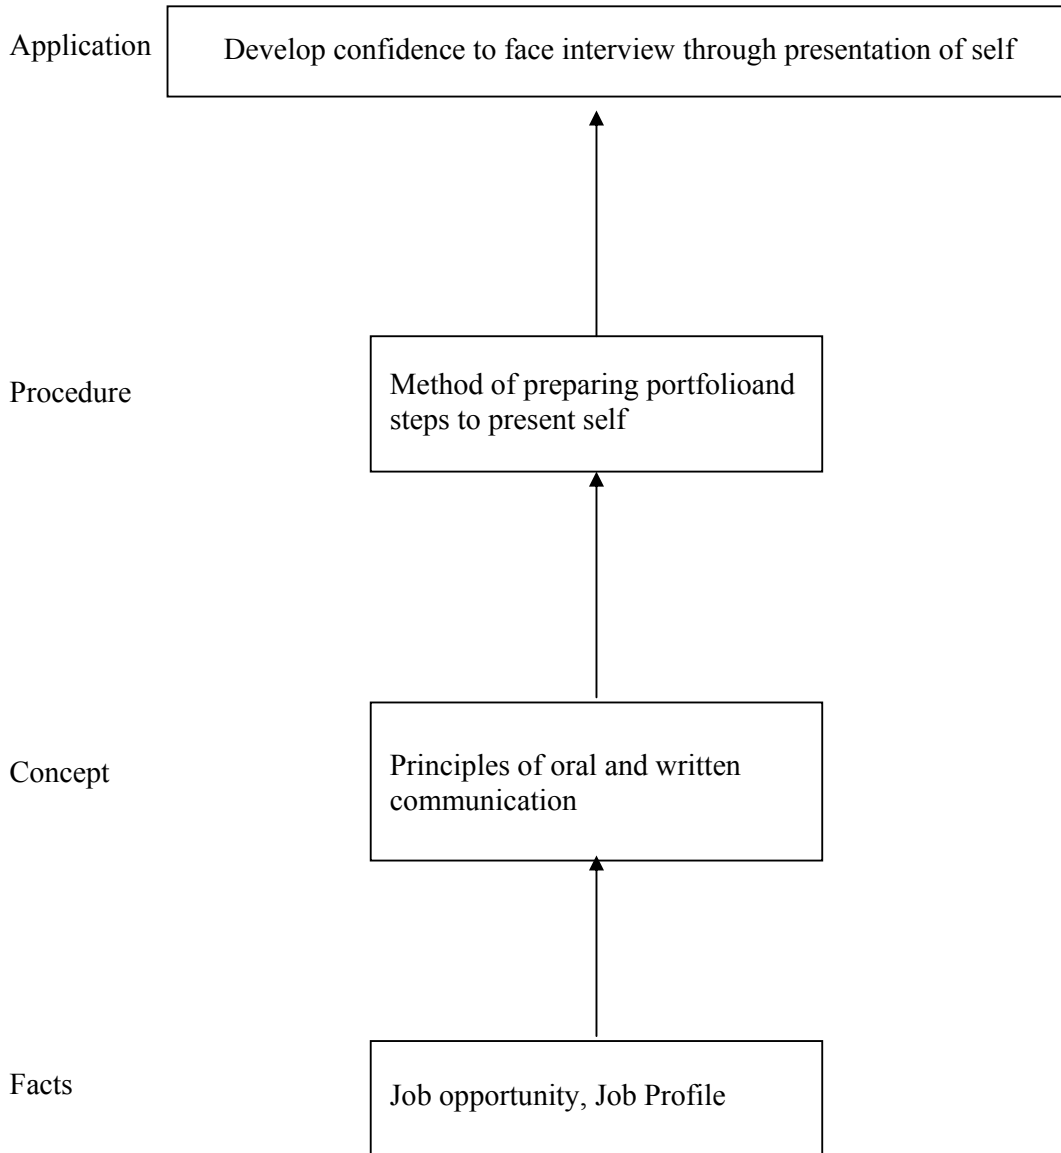 Application
Develop confidence to face interview through presentation of self
Procedure
Method of preparing portfolioand
steps to present self
Concept
Principles of oral and written
communication
Facts
Job opportunity, Job Profile